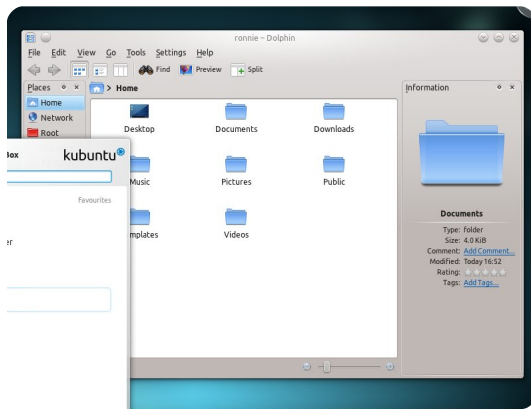 ronnie – Dolphin
File Edit View Go Tools Settings Help
Find Preview Split
Places
Home
Network
Root
> Home
Desktop Documents Downloads
Music Pictures Public
mplates Videos
Box kubuntu
Favourites
er
Information
Documents
Type: folder
Size: 4.0 KiB
Comment: Add Comment...
Modified: Today 16:52
Rating:
Tags: Add Tags...